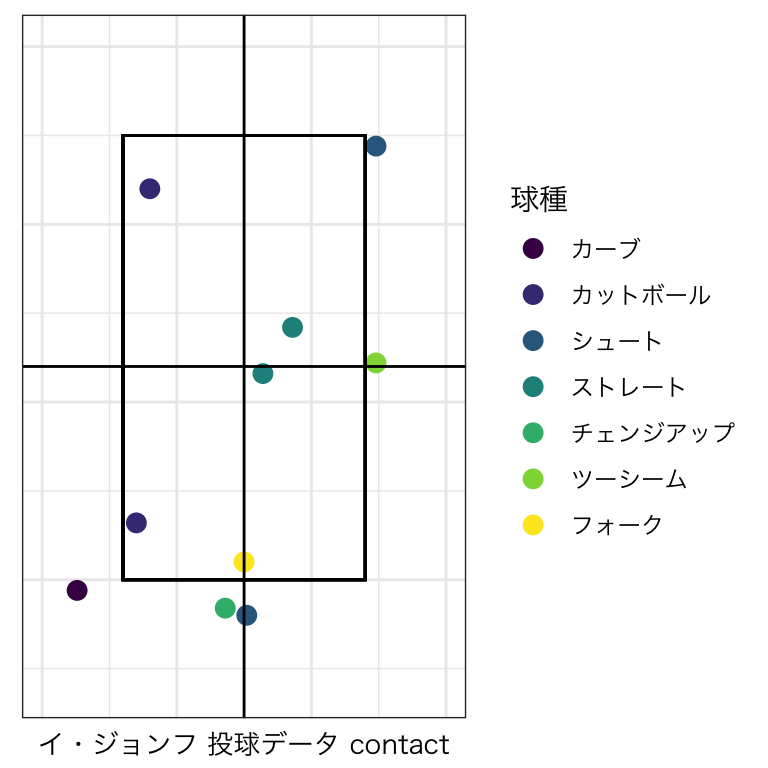 球種
カーブ
カットボール
シュート
ストレート
チェンジアップ
ツーシーム
フォーク
イ・ジョンフ 投球データ contact